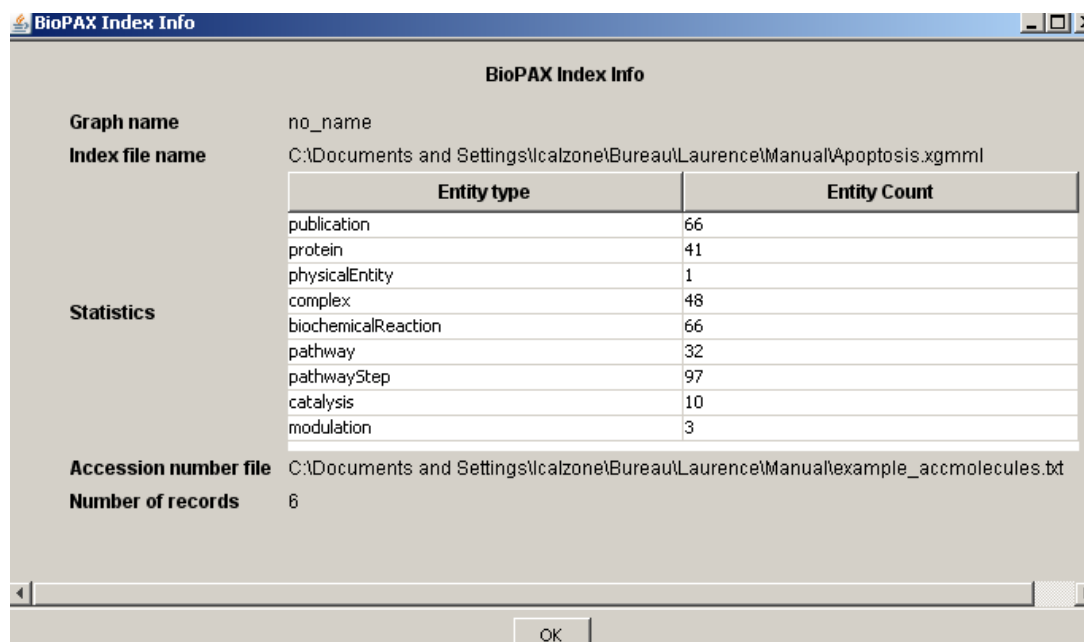 BioPAX Index Info
BioPAX Index Info
Graph name no_name
Index file name C:\Documents and Settings\lcalzone\Bureau\Laurence\Manual\Apoptosis.xgmml
Entity type Entity Count
publication 66
protein 41
physicalEntity 1
Statistics
complex 48
biochemicalReaction 66
pathway 32
pathwayStep 97
catalysis 10
modulation 3
Accession number file C:\Documents and Settings\lcalzone\Bureau\Laurence\Manual\example_accmolecules.txt
Number of records 6
OK